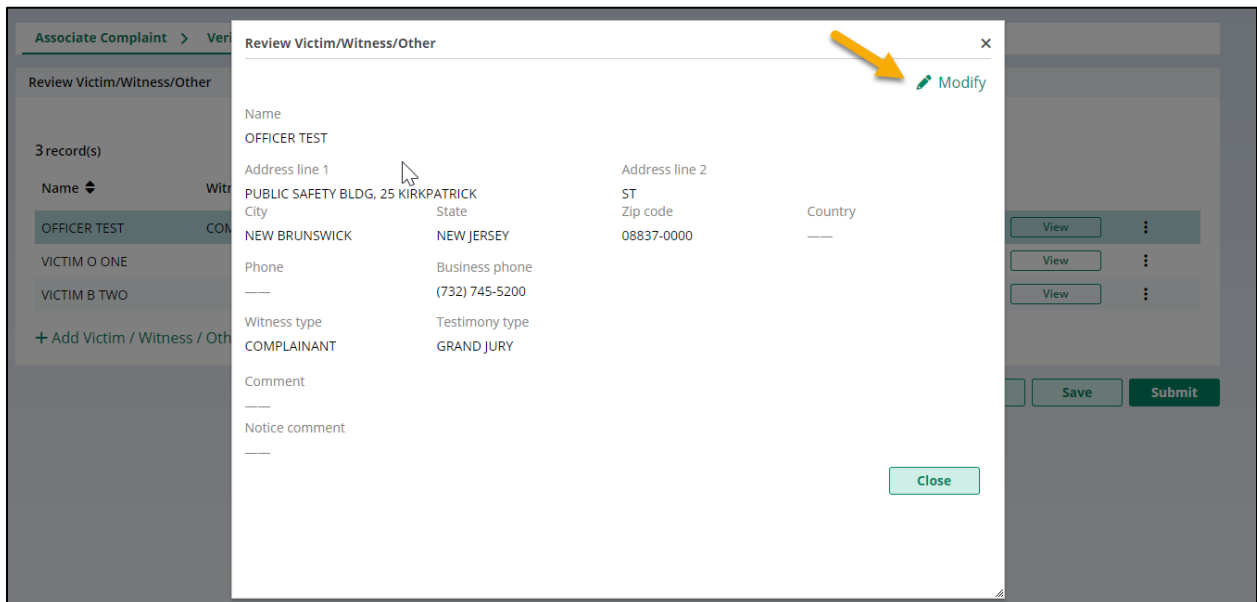 Associate Complaint > Veri
Review Victim/Witness/Other ×
Review Victim/Witness/Other
Modify
Name
OFFICER TEST
3 record(s)
Address line 1 Address line 2
Name Witn
PUBLIC SAFETY BLDG, 25 KIRKPATRICK ST
City State Zip code Country
OFFICER TEST COM View
NEW BRUNSWICK NEW JERSEY 08837-0000 ——
VICTIM O ONE View
Phone Business phone
—— (732) 745-5200
VICTIM B TWO View
Witness type Testimony type
+ Add Victim / Witness / Oth
COMPLAINANT GRAND JURY
Comment
——
Save Submit
Notice comment
——
Close